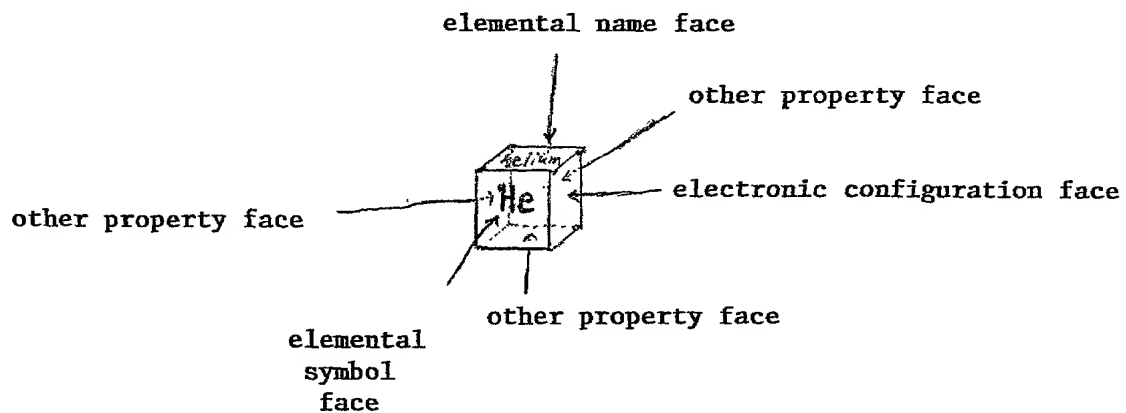 elemental name face
other property face
Helium
He
electronic configuration face
other property face
other property face
elemental
symbol
face